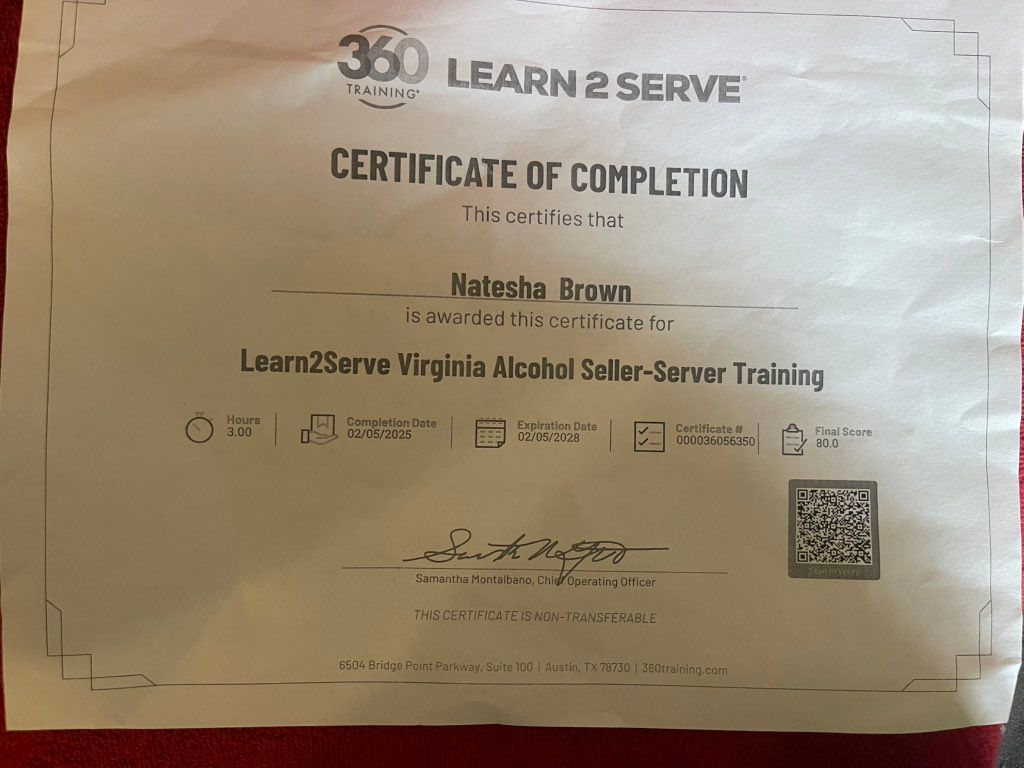 360 TRAINING LEARN 2 SERVE®
CERTIFICATE OF COMPLETION
This certifies that
Natesha Brown
is awarded this certificate for
Learn2Serve Virginia Alcohol Seller-Server Training
Hours
3.00
Completion Date
02/05/2025
Expiration Date
02/05/2028
Certificate #
000036056350
Final Score
80.0
Scan to Verify
Samantha Montalbano, Chief Operating Officer
THIS CERTIFICATE IS NON-TRANSFERABLE
6504 Bridge Point Parkway, Suite 100 | Austin, TX 78730 | 360training.com